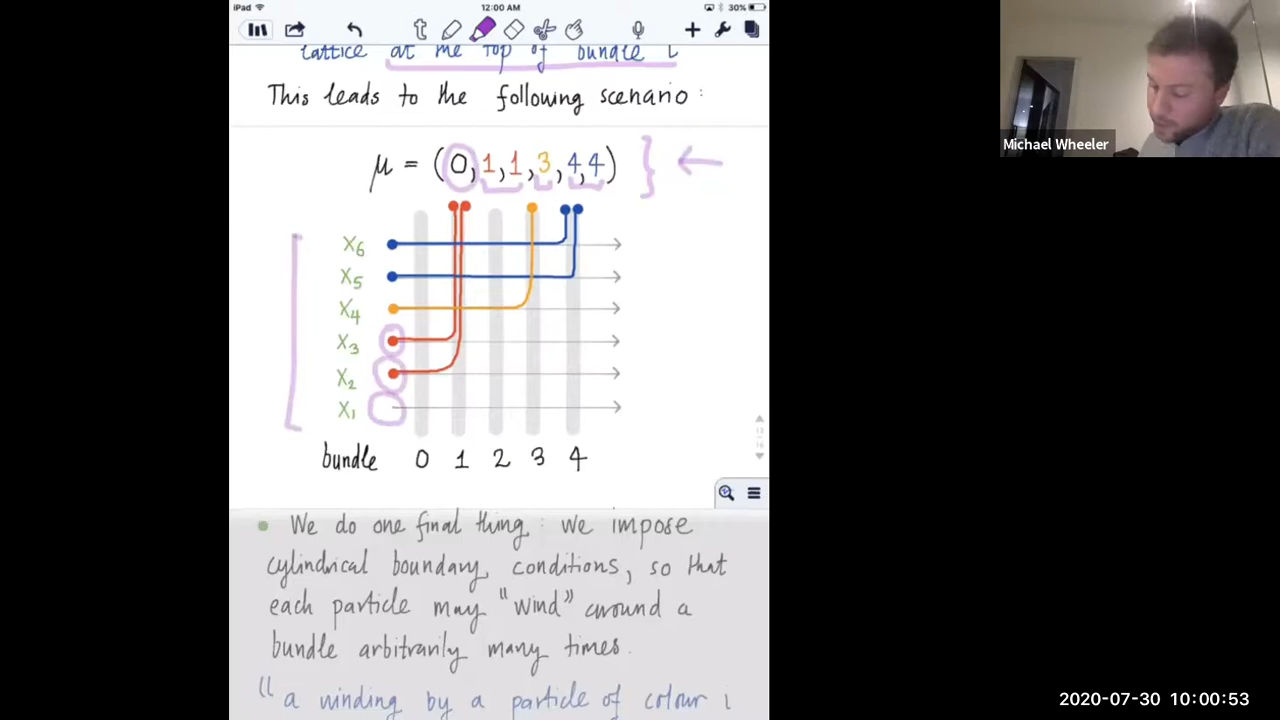 iPad 12:00 AM 30%
lattice at the top of bundle i
This leads to the following scenario:
μ = (0,1,1,3,4,4)
x6
x5
x4
x3
x2
x1
bundle 0 1 2 3 4
• We do one final thing: we impose
cylindrical boundary conditions, so that
each particle may "wind" around a
bundle arbitrarily many times.
"a winding by a particle of colour i
Michael Wheeler
2020-07-30 10:00:53